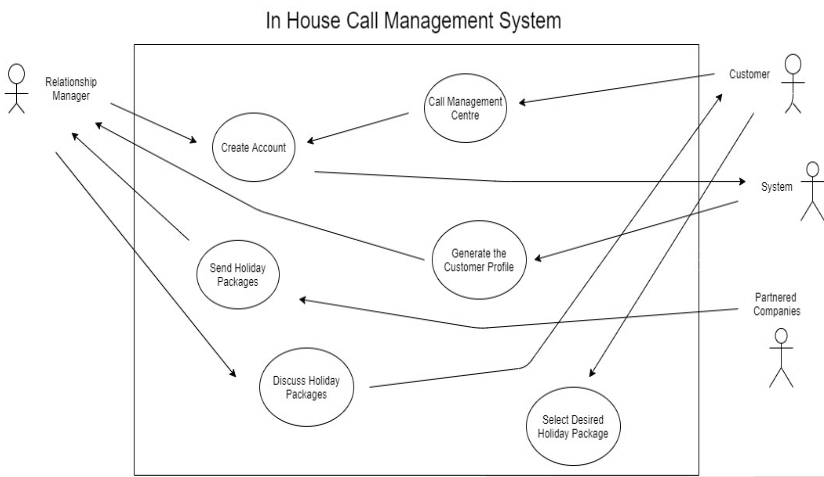 In House Call Management System
Relationship
Manager
Customer
Call Management
Centre
Create Account
System
Generate the
Customer Profile
Send Holiday
Packages
Partnered
Companies
Discuss Holiday
Packages
Select Desired
Holiday Package